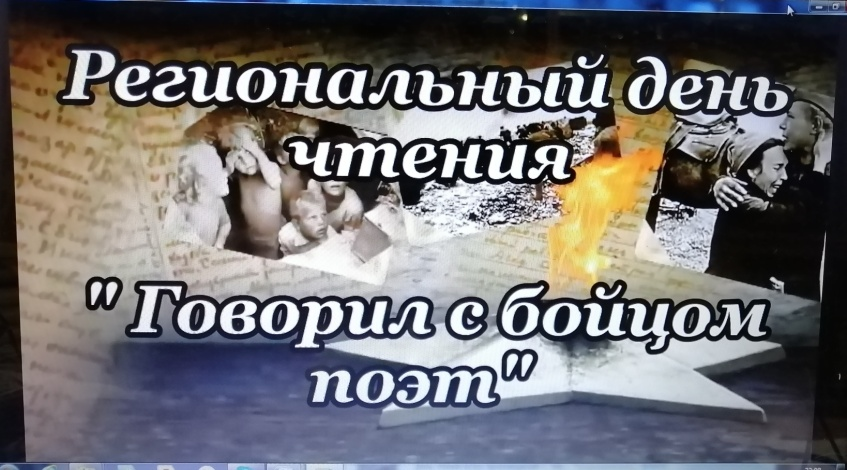 Региональный день
чтения
" Говорил с бойцом
поэт"